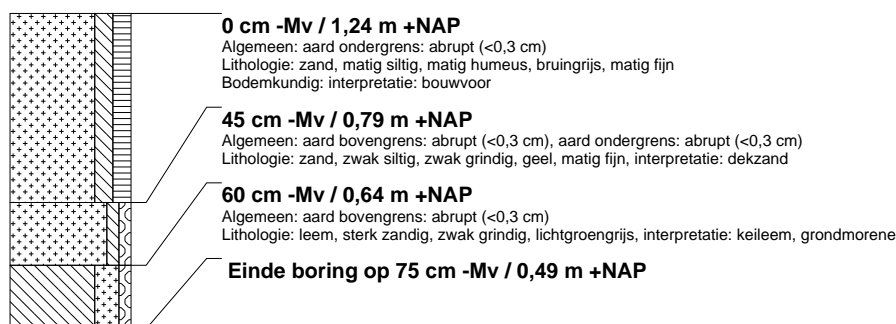 0 cm -Mv / 1,24 m +NAP
Algemeen: aard ondergrens: abrupt (<0,3 cm)
Lithologie: zand, matig siltig, matig humeus, bruingrijs, matig fijn
Bodemkundig: interpretatie: bouwvoor
45 cm -Mv / 0,79 m +NAP
Algemeen: aard bovengrens: abrupt (<0,3 cm), aard ondergrens: abrupt (<0,3 cm)
Lithologie: zand, zwak siltig, zwak grindig, geel, matig fijn, interpretatie: dekzand
60 cm -Mv / 0,64 m +NAP
Algemeen: aard bovengrens: abrupt (<0,3 cm)
Lithologie: leem, sterk zandig, zwak grindig, lichtgroengrijs, interpretatie: keileem, grondmorene
Einde boring op 75 cm -Mv / 0,49 m +NAP